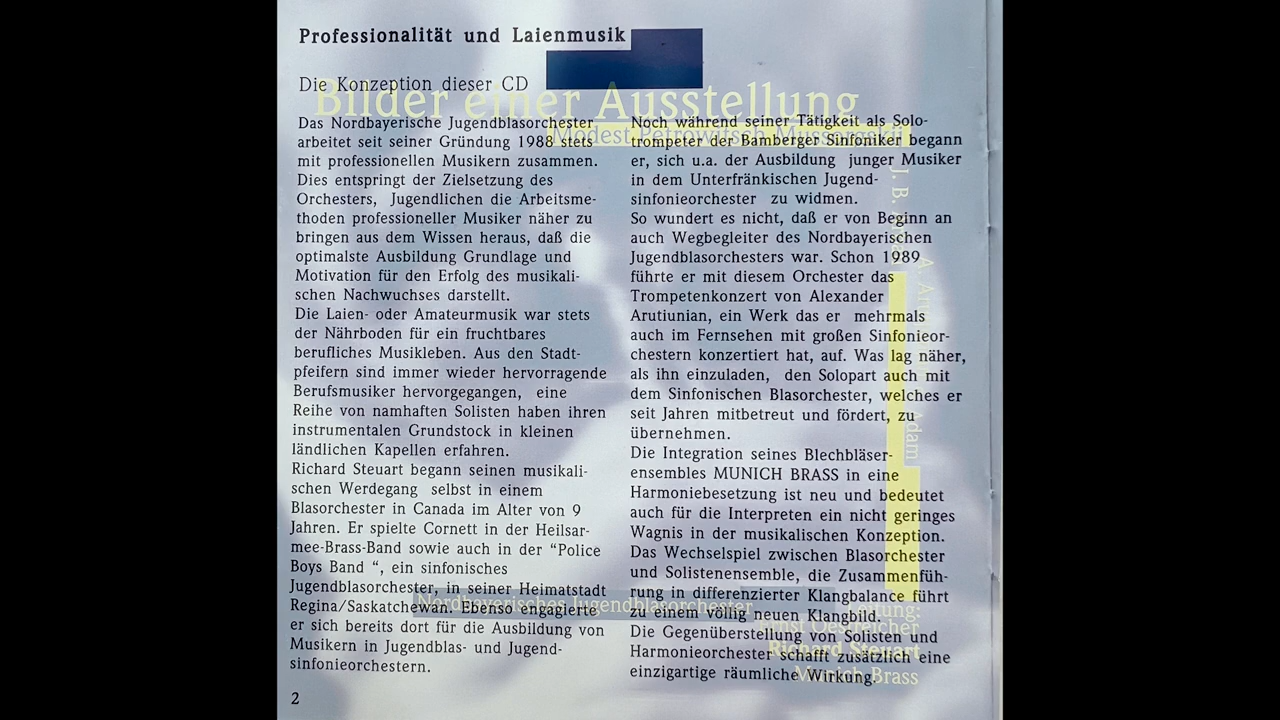 Professionalität und Laienmusik
Die Konzeption dieser CD
Bilder einer Ausstellung
Modest Petrowitsch Mussorgskij
Das Nordbayerische Jugendblasorchester
arbeitet seit seiner Gründung 1988 stets
mit professionellen Musikern zusammen.
Dies entspringt der Zielsetzung des
Orchesters, Jugendlichen die Arbeitsme-
thoden professioneller Musiker näher zu
bringen aus dem Wissen heraus, daß die
optimalste Ausbildung Grundlage und
Motivation für den Erfolg des musikali-
schen Nachwuchses darstellt.
Die Laien- oder Amateurmusik war stets
der Nährboden für ein fruchtbares
berufliches Musikleben. Aus den Stadt-
pfeifern sind immer wieder hervorragende
Berufsmusiker hervorgegangen, eine
Reihe von namhaften Solisten haben ihren
instrumentalen Grundstock in kleinen
ländlichen Kapellen erfahren.
Richard Steuart begann seinen musikali-
schen Werdegang selbst in einem
Blasorchester in Canada im Alter von 9
Jahren. Er spielte Cornett in der Heilsar-
mee-Brass-Band sowie auch in der “Police
Boys Band “, ein sinfonisches
Jugendblasorchester, in seiner Heimatstadt
Regina/Saskatchewan. Ebenso engagierte
er sich bereits dort für die Ausbildung von
Musikern in Jugendblas- und Jugend-
sinfonieorchestern.
Noch während seiner Tätigkeit als Solo-
trompeter der Bamberger Sinfoniker begann
er, sich u.a. der Ausbildung junger Musiker
in dem Unterfränkischen Jugend-
sinfonieorchester zu widmen.
So wundert es nicht, daß er von Beginn an
auch Wegbegleiter des Nordbayerischen
Jugendblasorchesters war. Schon 1989
führte er mit diesem Orchester das
Trompetenkonzert von Alexander
Arutiunian, ein Werk das er mehrmals
auch im Fernsehen mit großen Sinfonieor-
chestern konzertiert hat, auf. Was lag näher,
als ihn einzuladen, den Solopart auch mit
dem Sinfonischen Blasorchester, welches er
seit Jahren mitbetreut und fördert, zu
übernehmen.
Die Integration seines Blechbläser-
ensembles MUNICH BRASS in eine
Harmoniebesetzung ist neu und bedeutet
auch für die Interpreten ein nicht geringes
Wagnis in der musikalischen Konzeption.
Das Wechselspiel zwischen Blasorchester
und Solistenensemble, die Zusammenfüh-
rung in differenzierter Klangbalance führt
zu einem völlig neuen Klangbild.
Die Gegenüberstellung von Solisten und
Harmonieorchester schafft zusätzlich eine
einzigartige räumliche Wirkung.
J. B.
A.
Adam
Nordbayerisches Jugendblasorchester
Leitung:
Ernst Oestreicher
Richard Steuart
Munich Brass
2